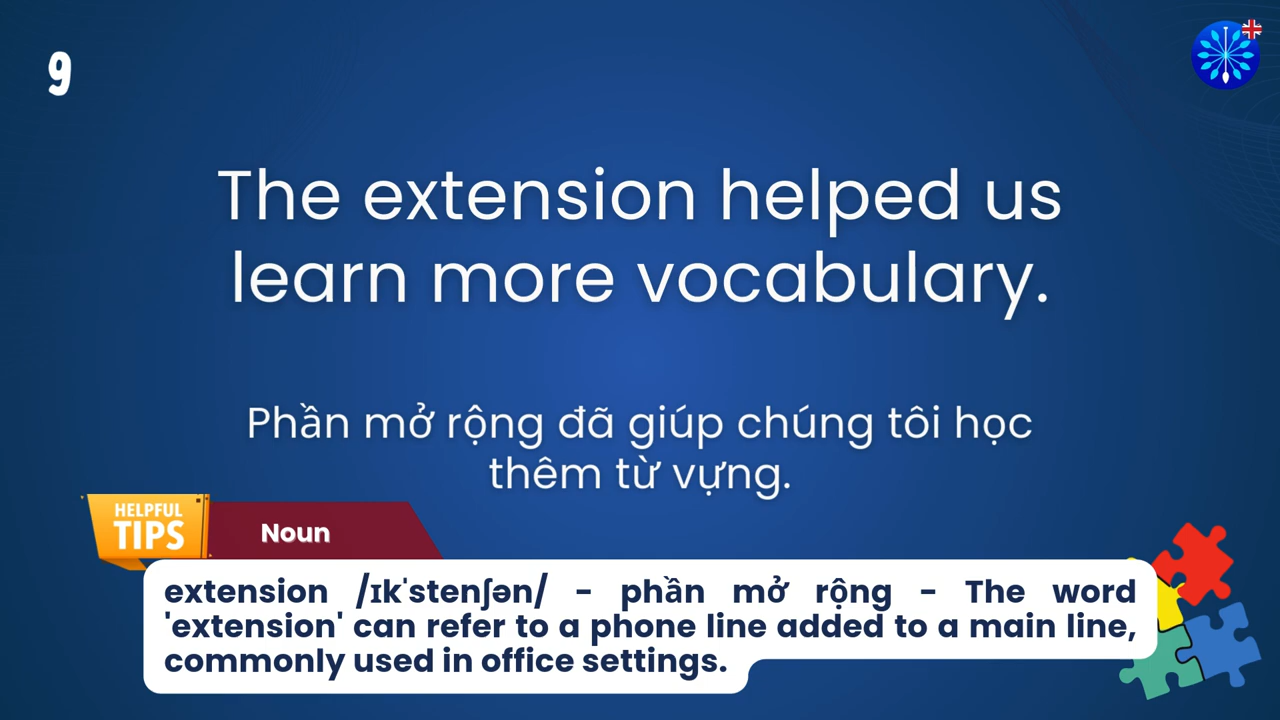 9
The extension helped us
learn more vocabulary.
Phần mở rộng đã giúp chúng tôi học
thêm từ vựng.
HELPFUL
TIPS
Noun
extension /ɪkˈstenʃən/ - phần mở rộng - The word
'extension' can refer to a phone line added to a main line,
commonly used in office settings.